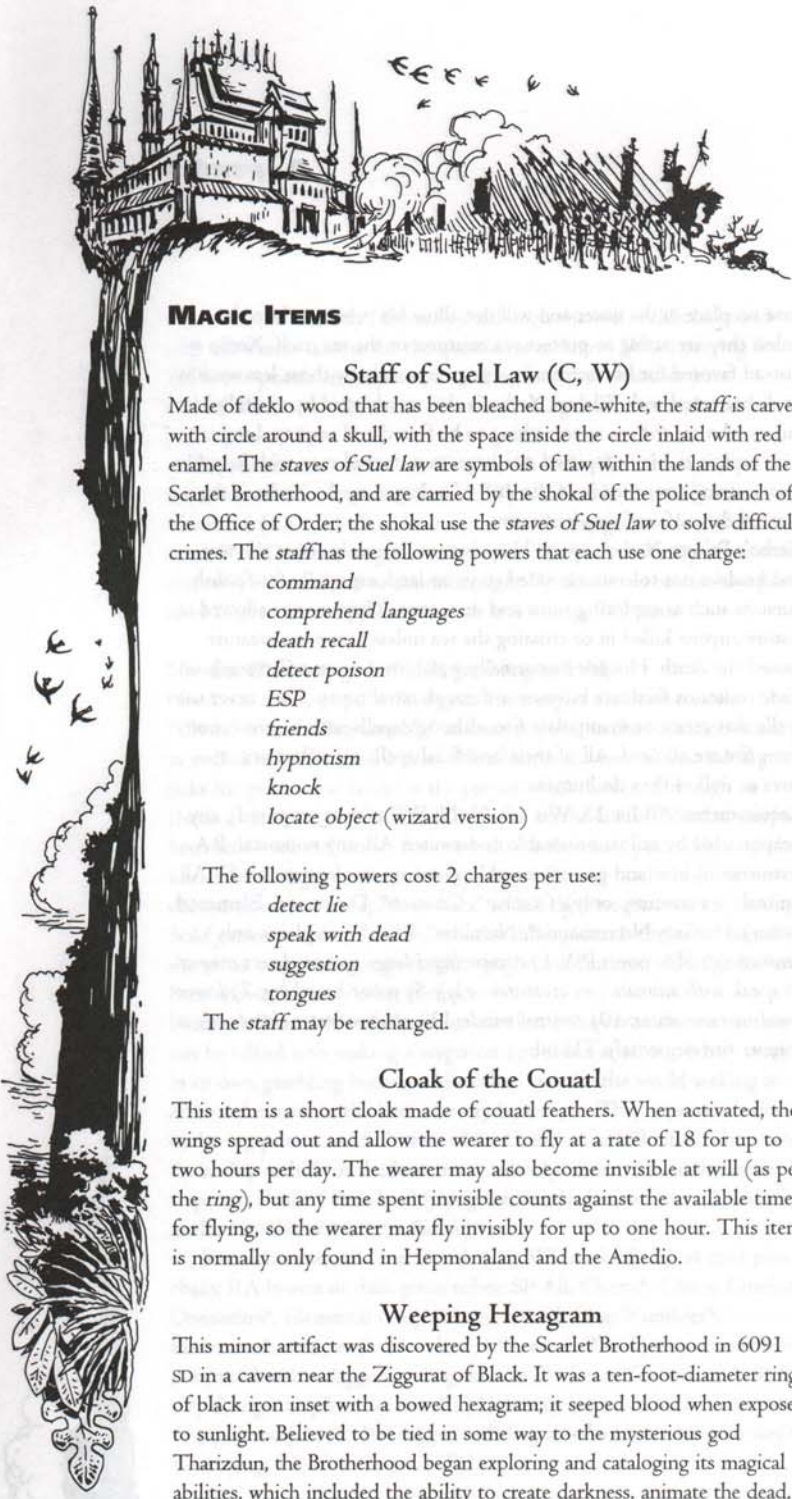 MAGIC ITEMS
Staff of Suel Law (C, W)
Made of deklo wood that has been bleached bone-white, the staff is carve
with circle around a skull, with the space inside the circle inlaid with red
enamel. The staves of Suel law are symbols of law within the lands of the
Scarlet Brotherhood, and are carried by the shokal of the police branch of
the Office of Order; the shokal use the staves of Suel law to solve difficul
crimes. The staff has the following powers that each use one charge:
command
comprehend languages
death recall
detect poison
ESP
friends
hypnotism
knock
locate object (wizard version)
The following powers cost 2 charges per use:
detect lie
speak with dead
suggestion
tongues
The staff may be recharged.
Cloak of the Couatl
This item is a short cloak made of couatl feathers. When activated, the
wings spread out and allow the wearer to fly at a rate of 18 for up to
two hours per day. The wearer may also become invisible at will (as pe
the ring), but any time spent invisible counts against the available time
for flying, so the wearer may fly invisibly for up to one hour. This
is normally only found in Hepmonaland and the Amedio.
Weeping Hexagram
This minor artifact was discovered by the Scarlet Brotherhood in 6091
SD in a cavern near the Ziggurat of Black. It was a ten-foot-diameter ring
of black iron inset with a bowed hexagram; it seeped blood when expose
to sunlight. Believed to be tied in some way to the mysterious god
Tharizdun, the Brotherhood began exploring and cataloging its magical
abilities, which included the ability to create darkness, animate the dead,